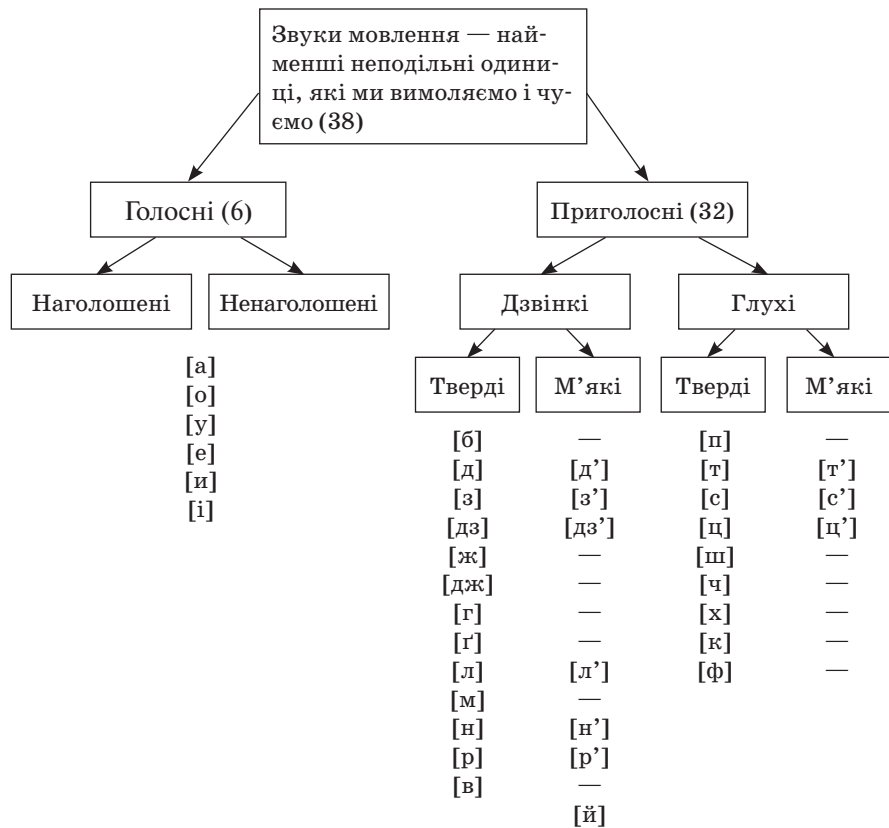 Звуки мовлення — най-
менші неподільні одини-
ці, які ми вимоляємо і чу-
ємо (38)
Голосні (6)
Приголосні (32)
Наголошені
Ненаголошені
Дзвінкі
Глухі
Тверді
М’які
Тверді
М’які
[а]
[о]
[у]
[е]
[и]
[і]
[б] — [п] —
[д] [д’] [т] [т’]
[з] [з’] [с] [с’]
[дз] [дз’] [ц] [ц’]
[ж] — [ш] —
[дж] — [ч] —
[г] — [х] —
[ґ] — [к] —
[л] [л’] [ф] —
[м] —
[н] [н’]
[р] [р’]
[в] —
[й]